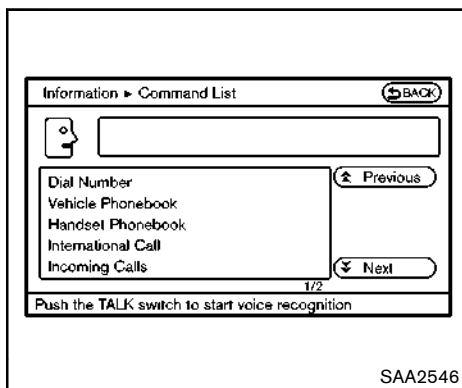 Information ▸ Command List
BACK
Dial Number
Vehicle Phonebook
Handset Phonebook
International Call
Incoming Calls
Previous
Next
1/2
Push the TALK switch to start voice recognition
SAA2546